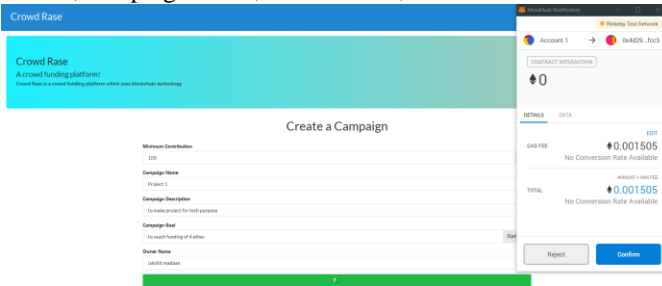 Crowd Rase
Crowd Rase
A crowd funding platform!
Crowd Rase is a crowd funding platform which uses blockchain technology
Create a Campaign
Minimum Contribution
100
Campaign Name
Project 1
Campaign Description
to make project for tech purpose
Campaign Goal
to reach funding of 4 ether
Owner Name
lakshit madaan
MetaMask Notification
Rinkeby Test Network
Account 1
0x4d29...fcc3
CONTRACT INTERACTION
0
DETAILS DATA
EDIT
GAS FEE 0.001505
No Conversion Rate Available
AMOUNT + GAS FEE
TOTAL 0.001505
No Conversion Rate Available
Reject Confirm